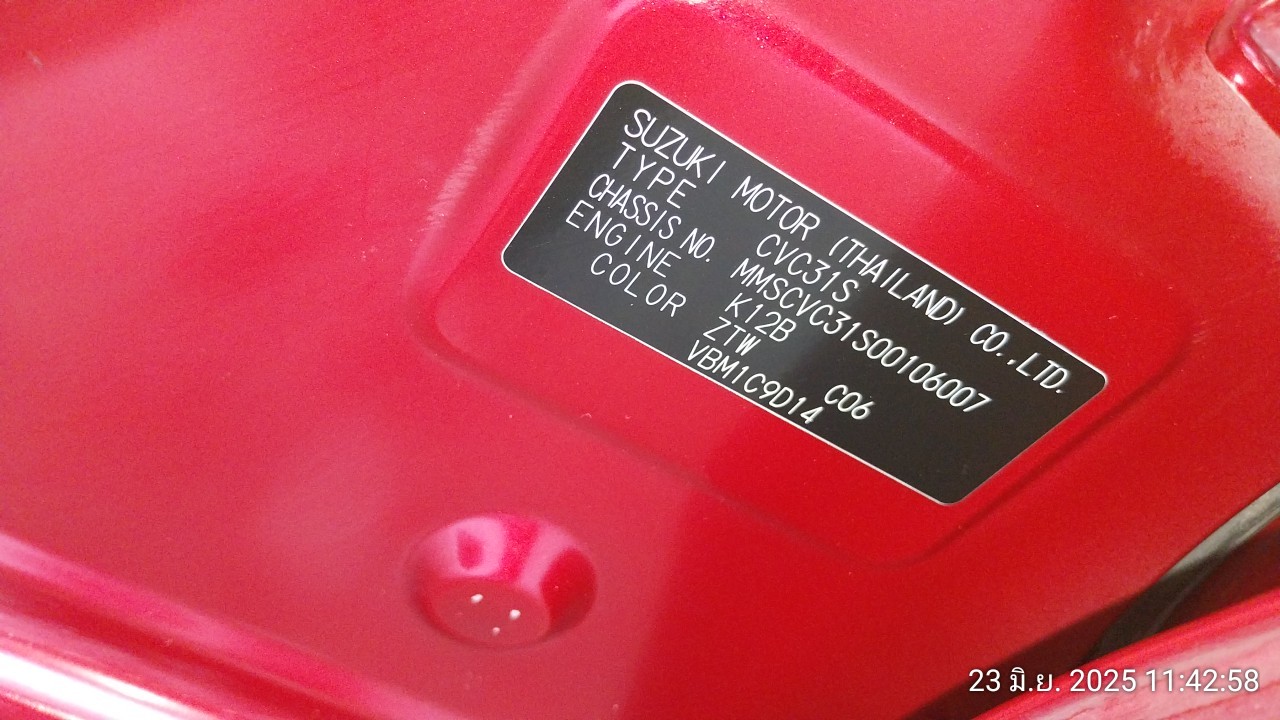 SUZUKI MOTOR (THAILAND) CO.,LTD.
TYPE CVC31S
CHASSIS NO. MMSCVC31S00106007
ENGINE K12B
COLOR ZTW C06
VBM1C9D14
23 มิ.ย. 2025 11:42:58